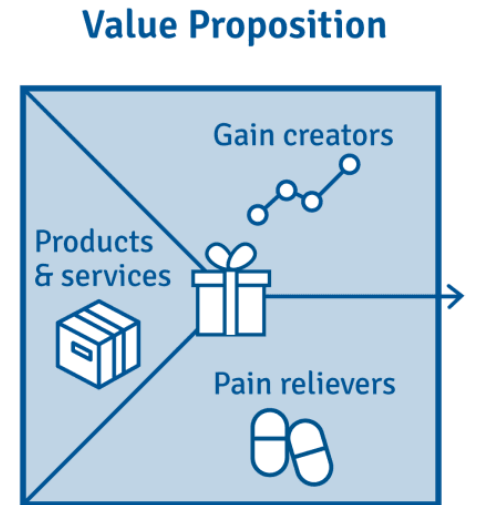 Value Proposition
Gain creators
Products
& services
Pain relievers